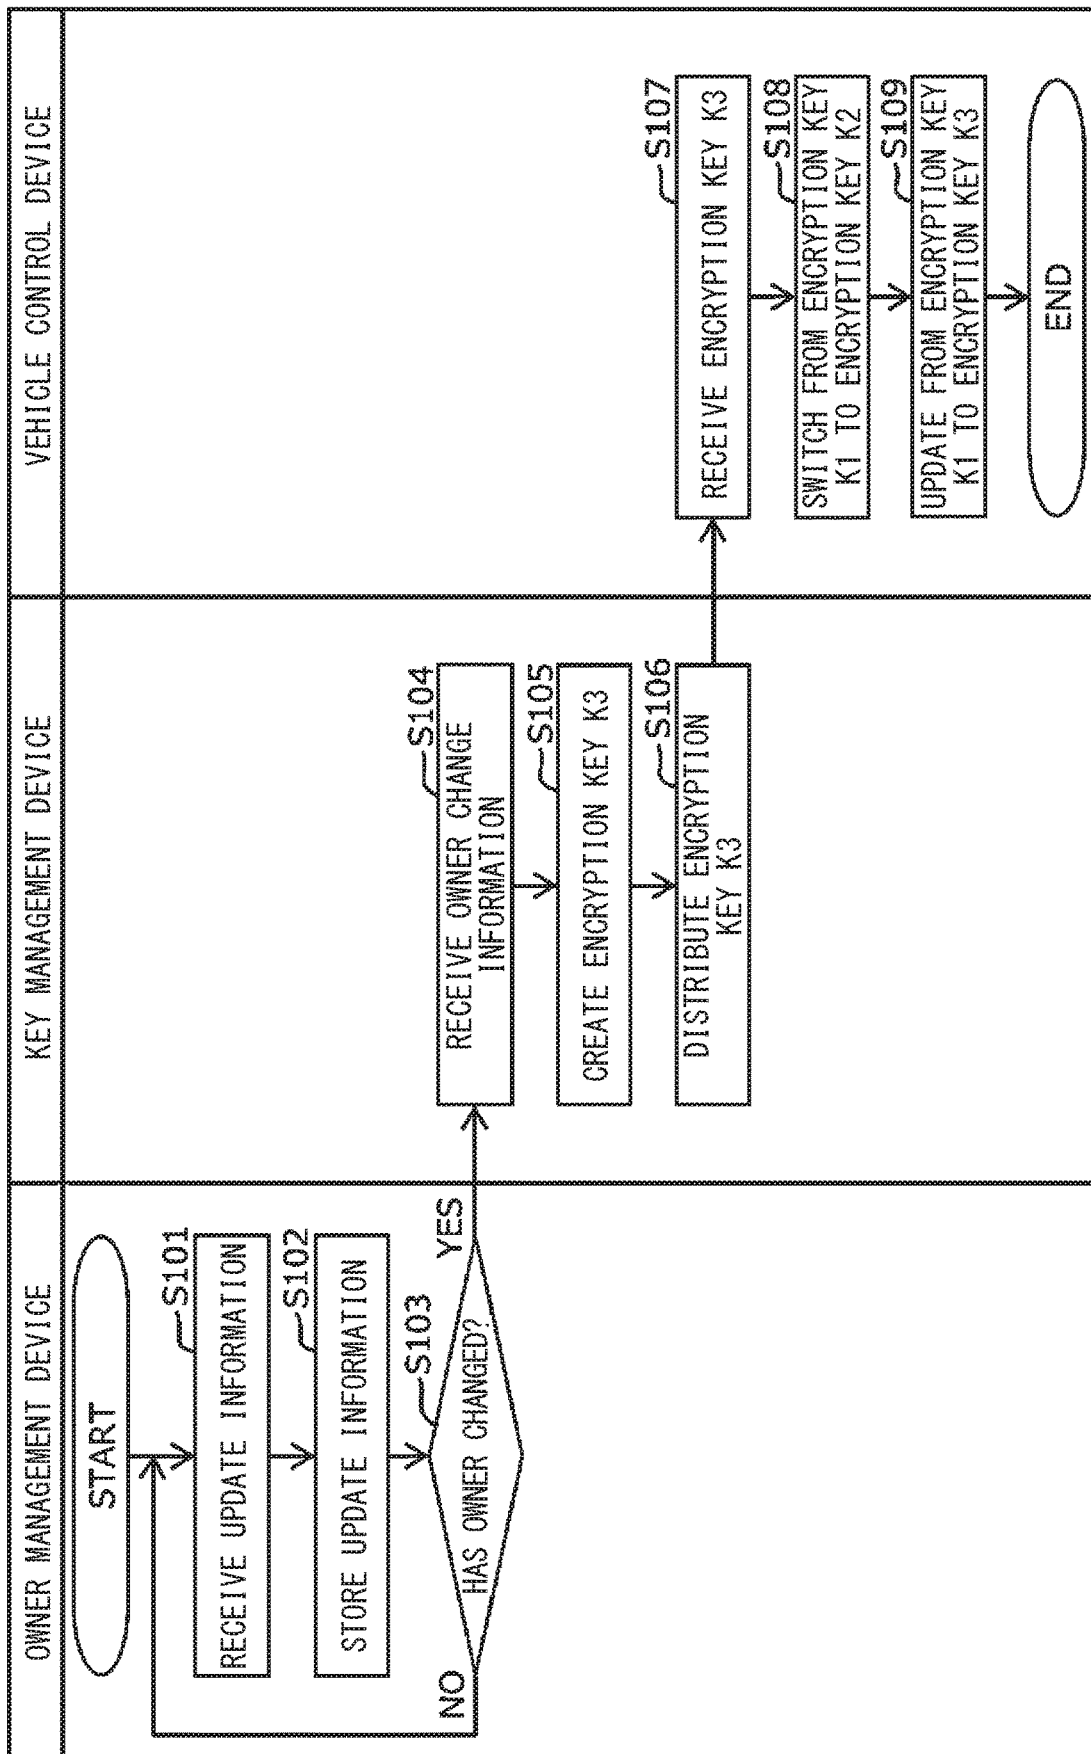 OWNER MANAGEMENT DEVICE
KEY MANAGEMENT DEVICE
VEHICLE CONTROL DEVICE
START
S101
RECEIVE UPDATE INFORMATION
S102
STORE UPDATE INFORMATION
S103
HAS OWNER CHANGED?
NO
YES
S104
RECEIVE OWNER CHANGE
INFORMATION
S105
CREATE ENCRYPTION KEY K3
S106
DISTRIBUTE ENCRYPTION
KEY K3
S107
RECEIVE ENCRYPTION KEY K3
S108
SWITCH FROM ENCRYPTION KEY
K1 TO ENCRYPTION KEY K2
S109
UPDATE FROM ENCRYPTION KEY
K1 TO ENCRYPTION KEY K3
END